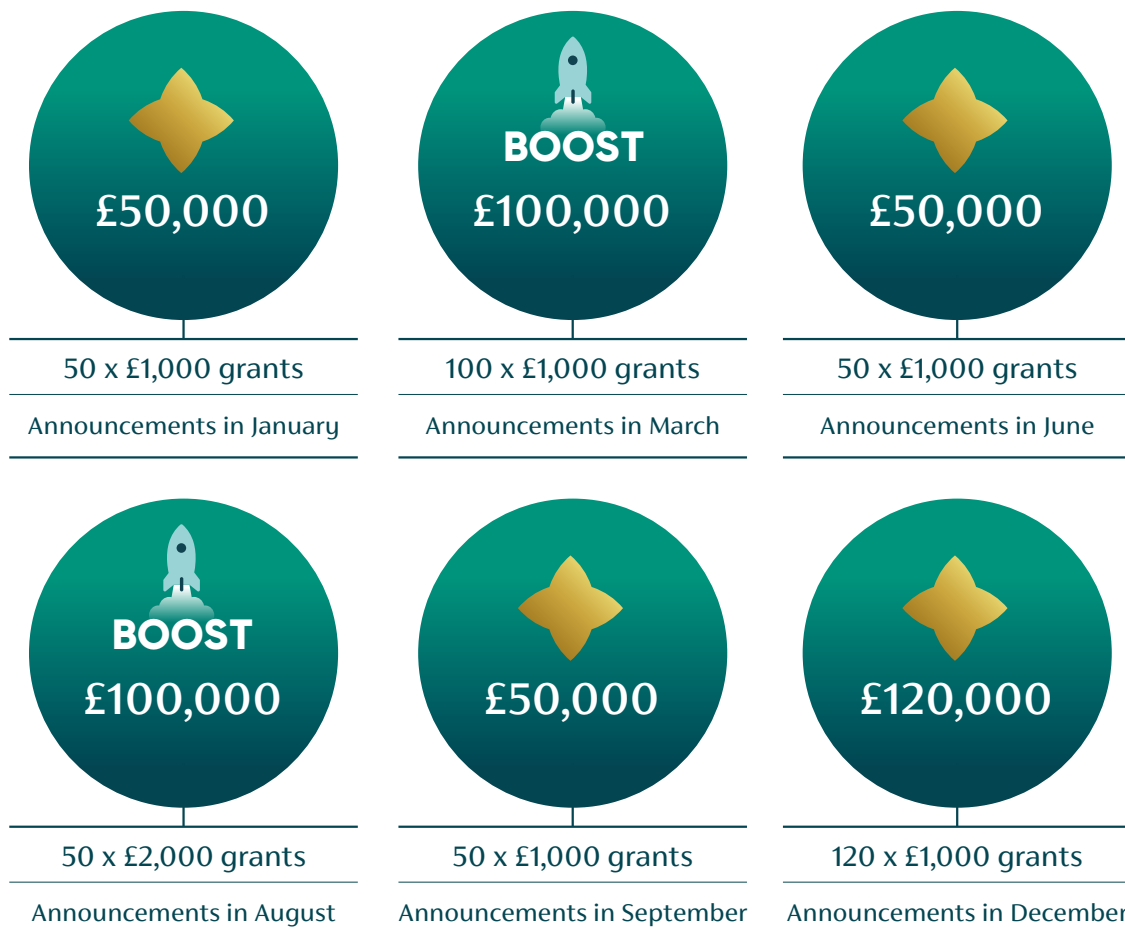 £50,000
50 x £1,000 grants
Announcements in January
BOOST
£100,000
100 x £1,000 grants
Announcements in March
£50,000
50 x £1,000 grants
Announcements in June
BOOST
£100,000
50 x £2,000 grants
Announcements in August
£50,000
50 x £1,000 grants
Announcements in September
£120,000
120 x £1,000 grants
Announcements in December